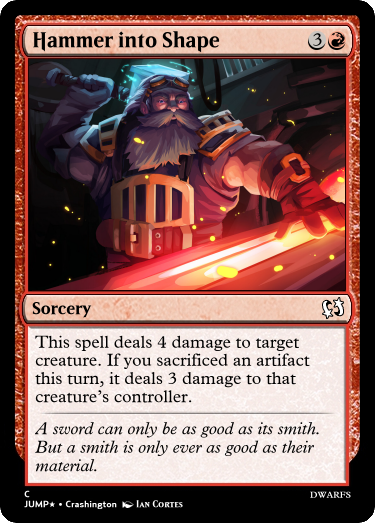 Hammer into Shape 3
Sorcery
This spell deals 4 damage to target
creature. If you sacrificed an artifact
this turn, it deals 3 damage to that
creature's controller.
A sword can only be as good as its smith.
But a smith is only ever as good as their
material.
C DWARFS
JUMP★ • Crashington Ian Cortes